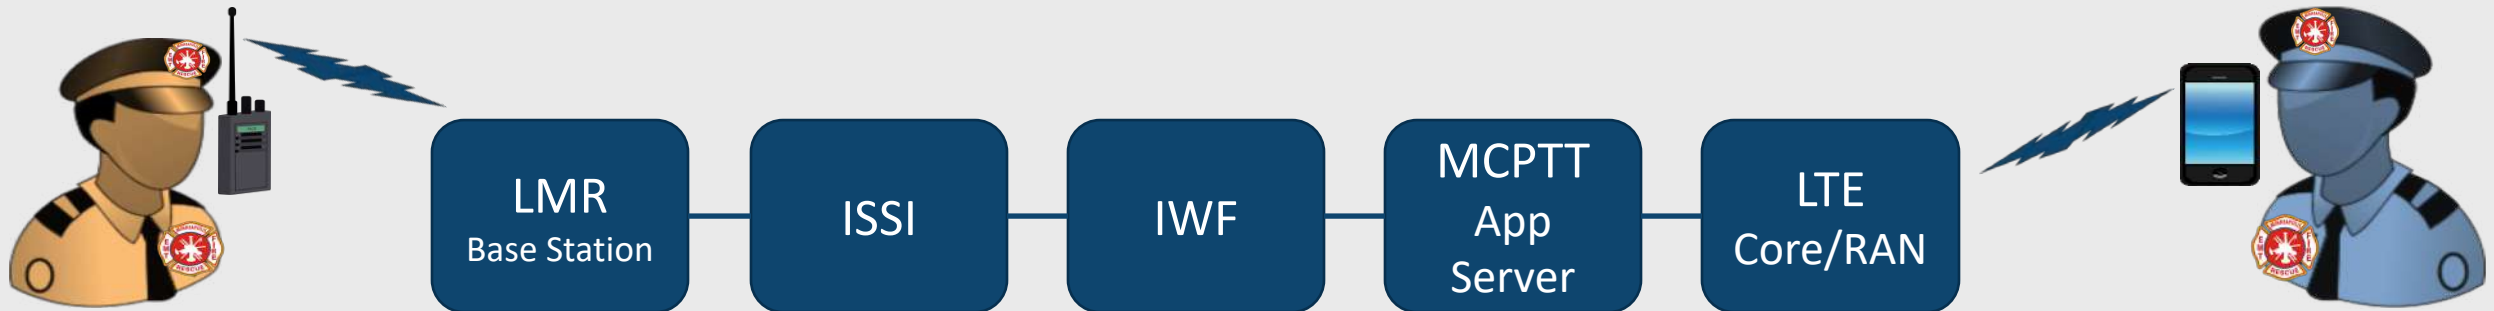 LMR
Base Station
ISSI
IWF
MCPTT
App
Server
LTE
Core/RAN